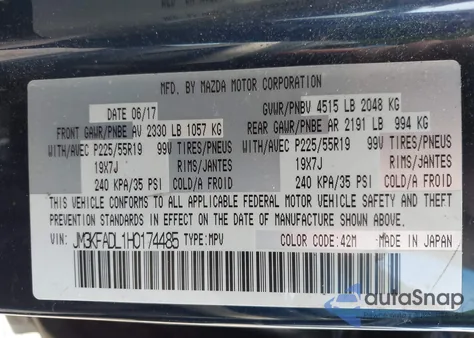 MFD. BY MAZDA MOTOR CORPORATION
DATE 06/17 GVWR/PNBV 4515 LB 2048 KG
FRONT GAWR/PNBE AV 2330 LB 1057 KG REAR GAWR/PNBE AR 2191 LB 994 KG
WITH/AVEC P225/55R19 99V TIRES/PNEUS WITH/AVEC P225/55R19 99V TIRES/PNEUS
19X7J RIMS/JANTES 19X7J RIMS/JANTES
240 KPA/35 PSI COLD/A FROID 240 KPA/35 PSI COLD/A FROID
THIS VEHICLE CONFORMS TO ALL APPLICABLE FEDERAL MOTOR VEHICLE SAFETY AND THEFT
PREVENTION STANDARDS IN EFFECT ON THE DATE OF MANUFACTURE SHOWN ABOVE.
VIN: JM3KFADL1H0174485 TYPE:MPV COLOR CODE: 42M MADE IN JAPAN
autaSnap